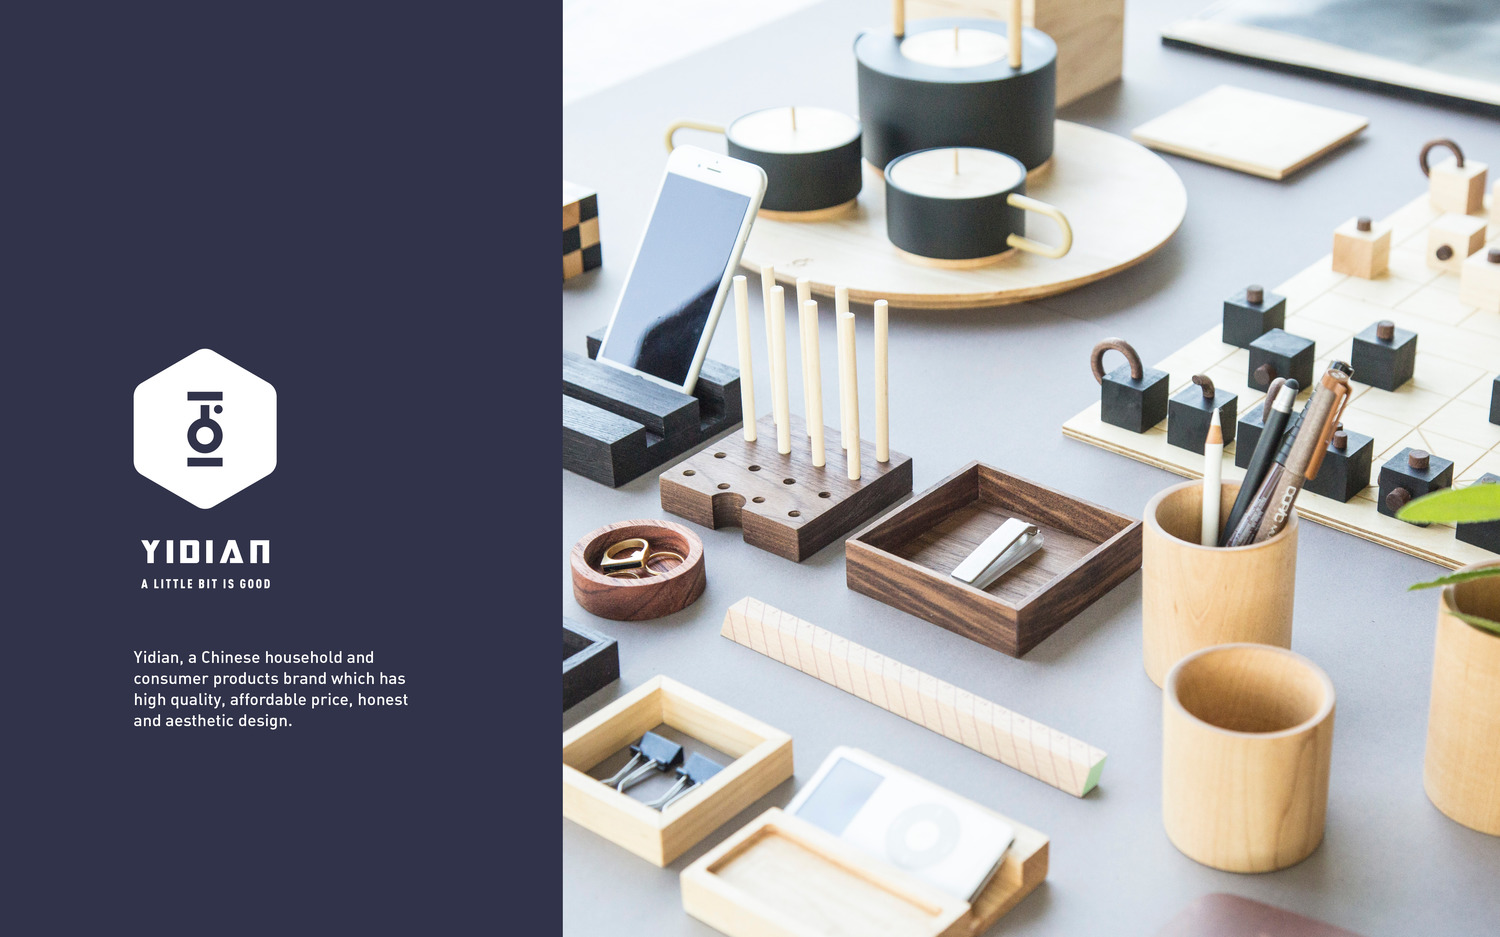 YIDIAN
A LITTLE BIT IS GOOD
Yidian, a Chinese household and
consumer products brand which has
high quality, affordable price, honest
and aesthetic design.